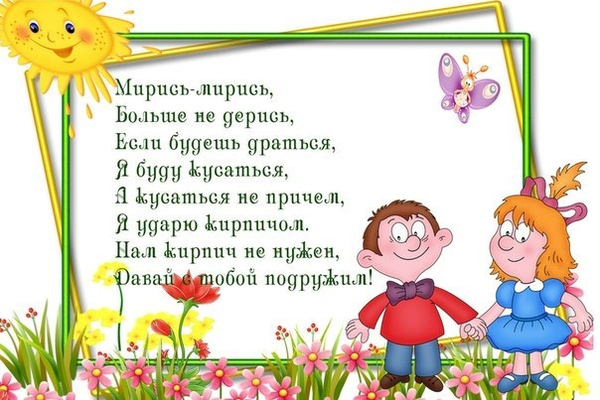 Мирись-мирись,
Больше не дерись,
Если будешь драться,
Я буду кусаться,
А кусаться не причем,
Я ударю кирпичом.
Нам кирпич не нужен,
Давай с тобой подружим!